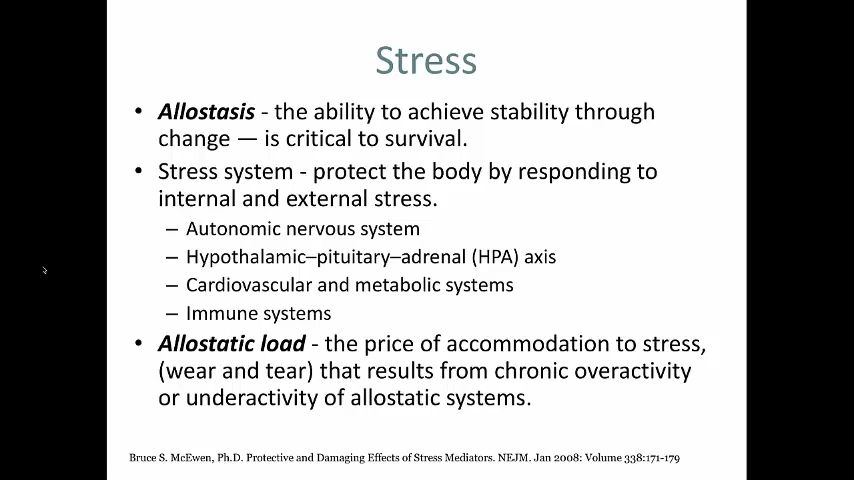 Stress
• Allostasis - the ability to achieve stability through
change — is critical to survival.
• Stress system - protect the body by responding to
internal and external stress.
– Autonomic nervous system
– Hypothalamic–pituitary–adrenal (HPA) axis
– Cardiovascular and metabolic systems
– Immune systems
• Allostatic load - the price of accommodation to stress,
(wear and tear) that results from chronic overactivity
or underactivity of allostatic systems.
Bruce S. McEwen, Ph.D. Protective and Damaging Effects of Stress Mediators. NEJM. Jan 2008: Volume 338:171-179